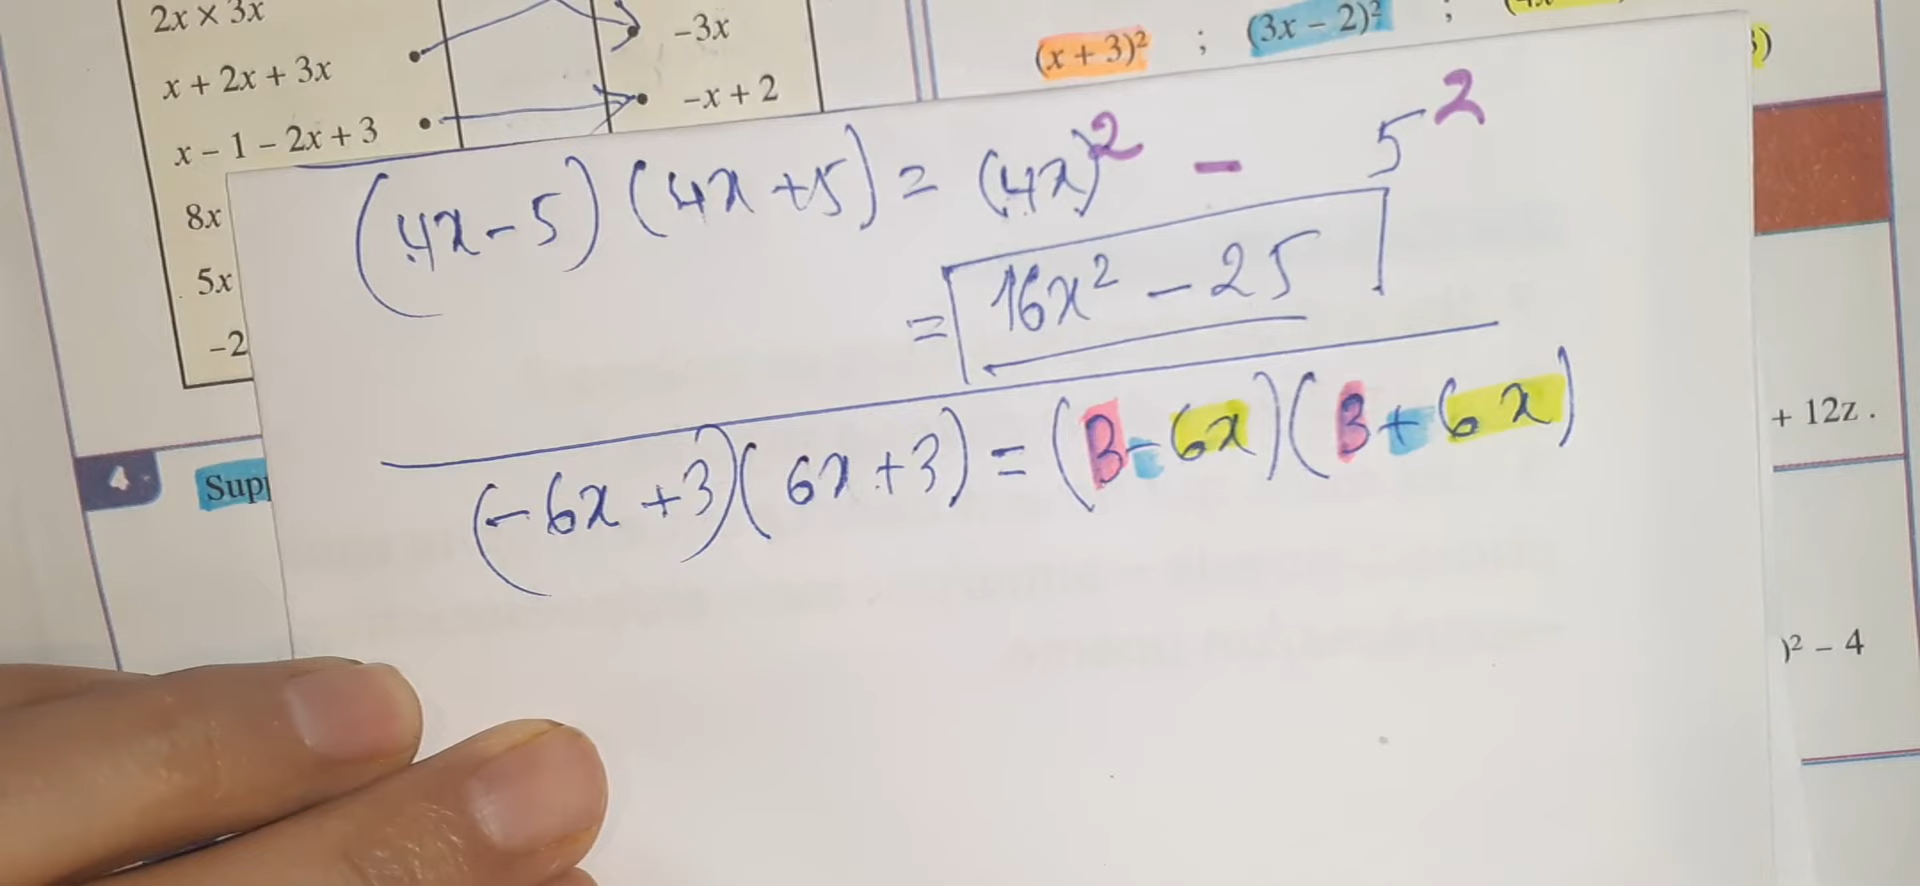 2x × 3x
x + 2x + 3x
x – 1 – 2x + 3
8x
5x
–2
–3x
–x + 2
(x + 3)² ; (3x – 2)² ;
)
(4x-5)(4x+5) = (4x)² - 5²
= 16x² - 25
(-6x+3)(6x+3) = (3-6x)(3+6x)
+ 12z .
4
)² – 4